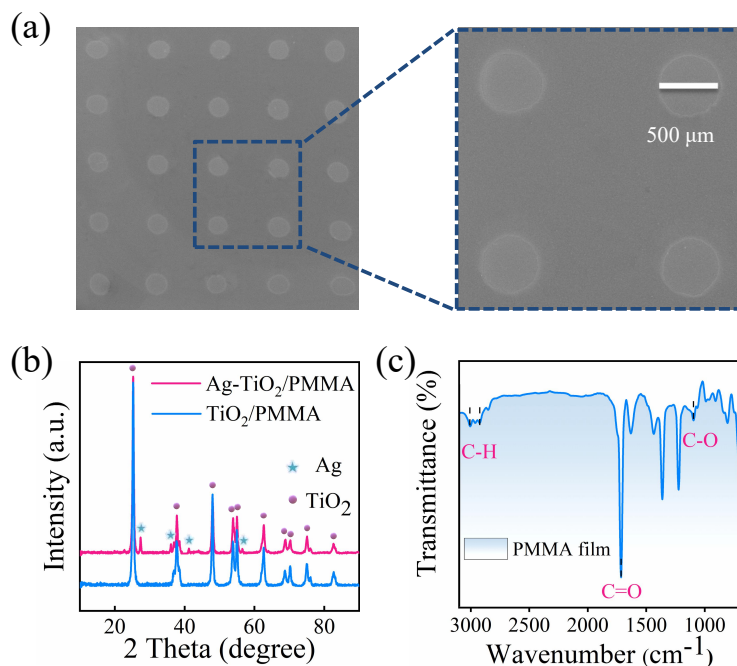 (a)
500 μm
(b)
Ag-TiO₂/PMMA
TiO₂/PMMA
Ag
TiO₂
Intensity (a.u.)
20 40 60 80
2 Theta (degree)
(c)
Transmittance (%)
C-H
C-O
PMMA film
C=O
3000 2500 2000 1500 1000
Wavenumber (cm⁻¹)